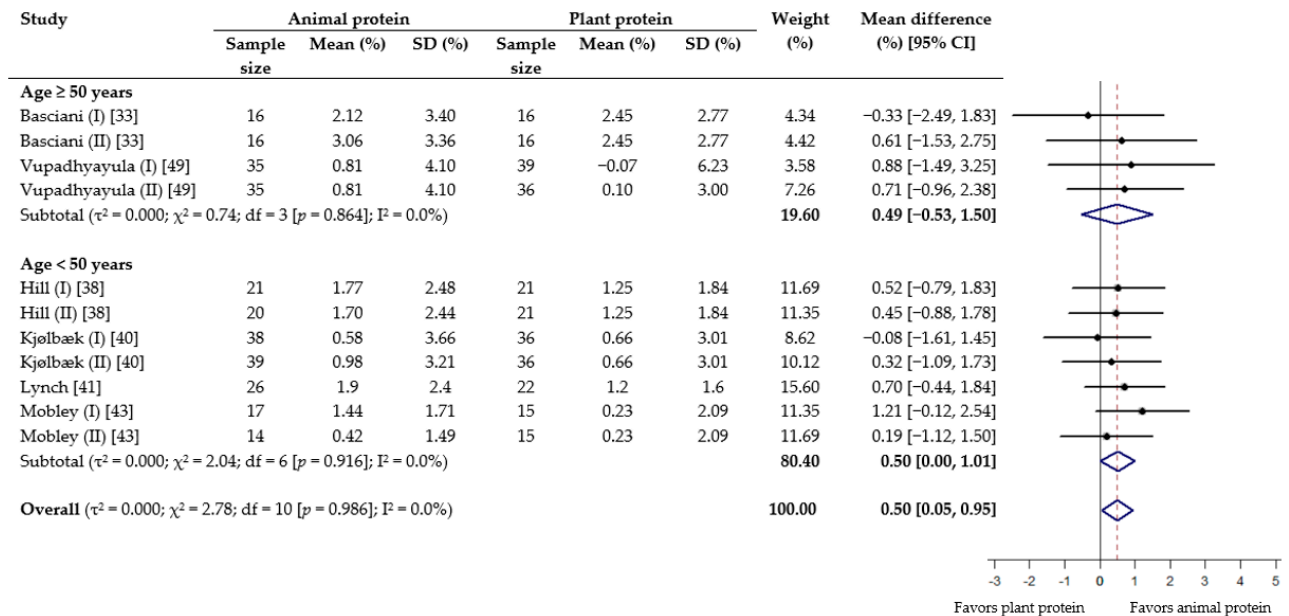 Study Animal protein Plant protein Weight Mean difference
Sample Mean (%) SD (%) Sample Mean (%) SD (%) (%) (%) [95% CI]
size size
Age ≥ 50 years
Basciani (I) [33] 16 2.12 3.40 16 2.45 2.77 4.34 −0.33 [−2.49, 1.83]
Basciani (II) [33] 16 3.06 3.36 16 2.45 2.77 4.42 0.61 [−1.53, 2.75]
Vupadhyayula (I) [49] 35 0.81 4.10 39 −0.07 6.23 3.58 0.88 [−1.49, 3.25]
Vupadhyayula (II) [49] 35 0.81 4.10 36 0.10 3.00 7.26 0.71 [−0.96, 2.38]
Subtotal (τ² = 0.000; χ² = 0.74; df = 3 [p = 0.864]; I² = 0.0%) 19.60 0.49 [−0.53, 1.50]
Age < 50 years
Hill (I) [38] 21 1.77 2.48 21 1.25 1.84 11.69 0.52 [−0.79, 1.83]
Hill (II) [38] 20 1.70 2.44 21 1.25 1.84 11.35 0.45 [−0.88, 1.78]
Kjølbæk (I) [40] 38 0.58 3.66 36 0.66 3.01 8.62 −0.08 [−1.61, 1.45]
Kjølbæk (II) [40] 39 0.98 3.21 36 0.66 3.01 10.12 0.32 [−1.09, 1.73]
Lynch [41] 26 1.9 2.4 22 1.2 1.6 15.60 0.70 [−0.44, 1.84]
Mobley (I) [43] 17 1.44 1.71 15 0.23 2.09 11.35 1.21 [−0.12, 2.54]
Mobley (II) [43] 14 0.42 1.49 15 0.23 2.09 11.69 0.19 [−1.12, 1.50]
Subtotal (τ² = 0.000; χ² = 2.04; df = 6 [p = 0.916]; I² = 0.0%) 80.40 0.50 [0.00, 1.01]
Overall (τ² = 0.000; χ² = 2.78; df = 10 [p = 0.986]; I² = 0.0%) 100.00 0.50 [0.05, 0.95]
-3 -2 -1 0 1 2 3 4 5
Favors plant protein Favors animal protein